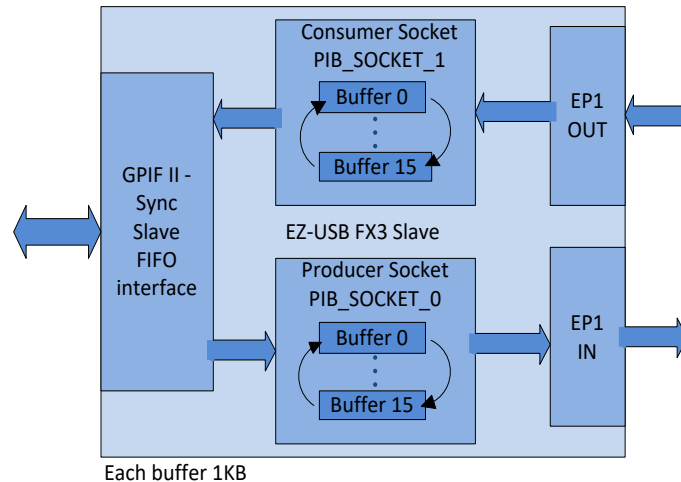 Consumer Socket
PIB_SOCKET_1
Buffer 0
Buffer 15
EP1
OUT
GPIF II -
Sync
Slave
FIFO
interface
EZ-USB FX3 Slave
Producer Socket
PIB_SOCKET_0
Buffer 0
Buffer 15
EP1
IN
Each buffer 1KB